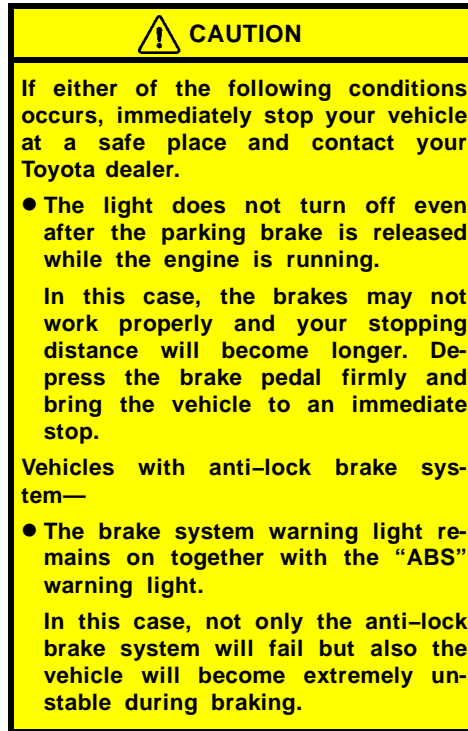 CAUTION
If either of the following conditions
occurs, immediately stop your vehicle
at a safe place and contact your
Toyota dealer.
● The light does not turn off even
after the parking brake is released
while the engine is running.
In this case, the brakes may not
work properly and your stopping
distance will become longer. De-
press the brake pedal firmly and
bring the vehicle to an immediate
stop.
Vehicles with anti–lock brake sys-
tem—
● The brake system warning light re-
mains on together with the “ABS”
warning light.
In this case, not only the anti–lock
brake system will fail but also the
vehicle will become extremely un-
stable during braking.